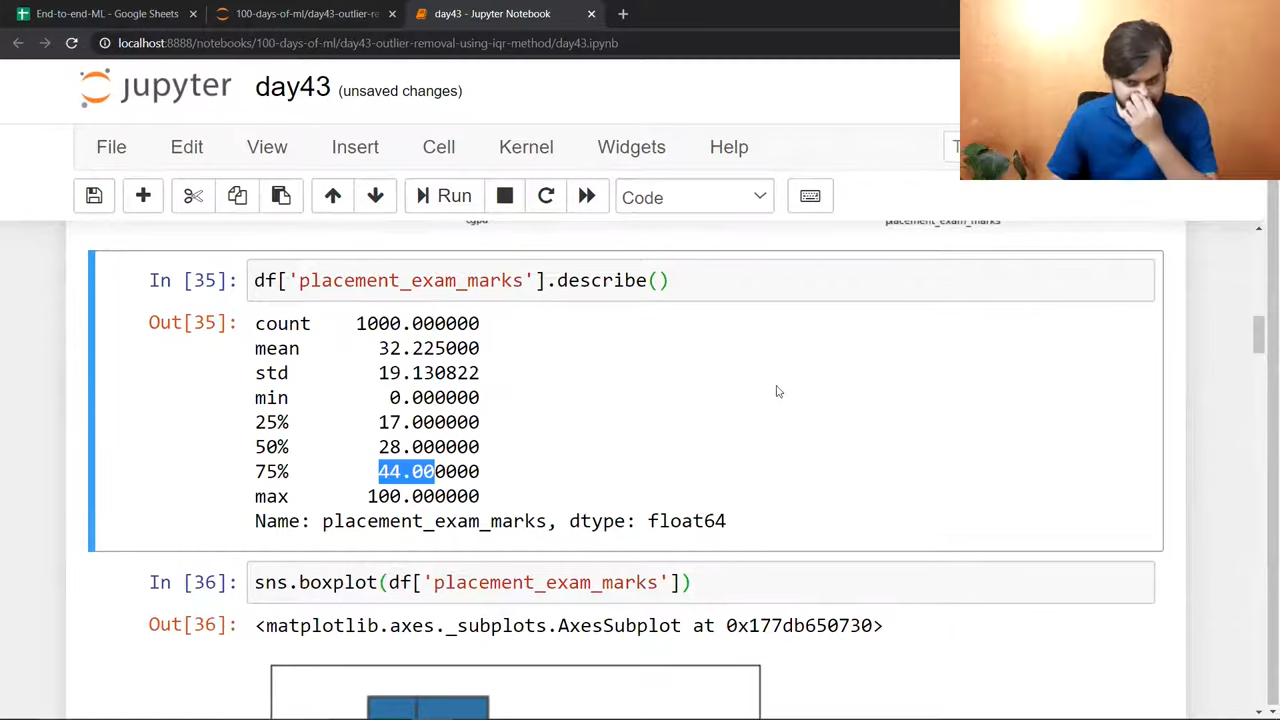 End-to-end-ML - Google Sheets
100-days-of-ml/day43-outlier-re
day43 - Jupyter Notebook
localhost:8888/notebooks/100-days-of-ml/day43-outlier-removal-using-iqr-method/day43.ipynb
jupyter day43 (unsaved changes)
File Edit View Insert Cell Kernel Widgets Help
Run Code
cgpa placement_exam_marks
In [35]: df['placement_exam_marks'].describe()
Out[35]: count 1000.000000
mean 32.225000
std 19.130822
min 0.000000
25% 17.000000
50% 28.000000
75% 44.000000
max 100.000000
Name: placement_exam_marks, dtype: float64
In [36]: sns.boxplot(df['placement_exam_marks'])
Out[36]: <matplotlib.axes._subplots.AxesSubplot at 0x177db650730>